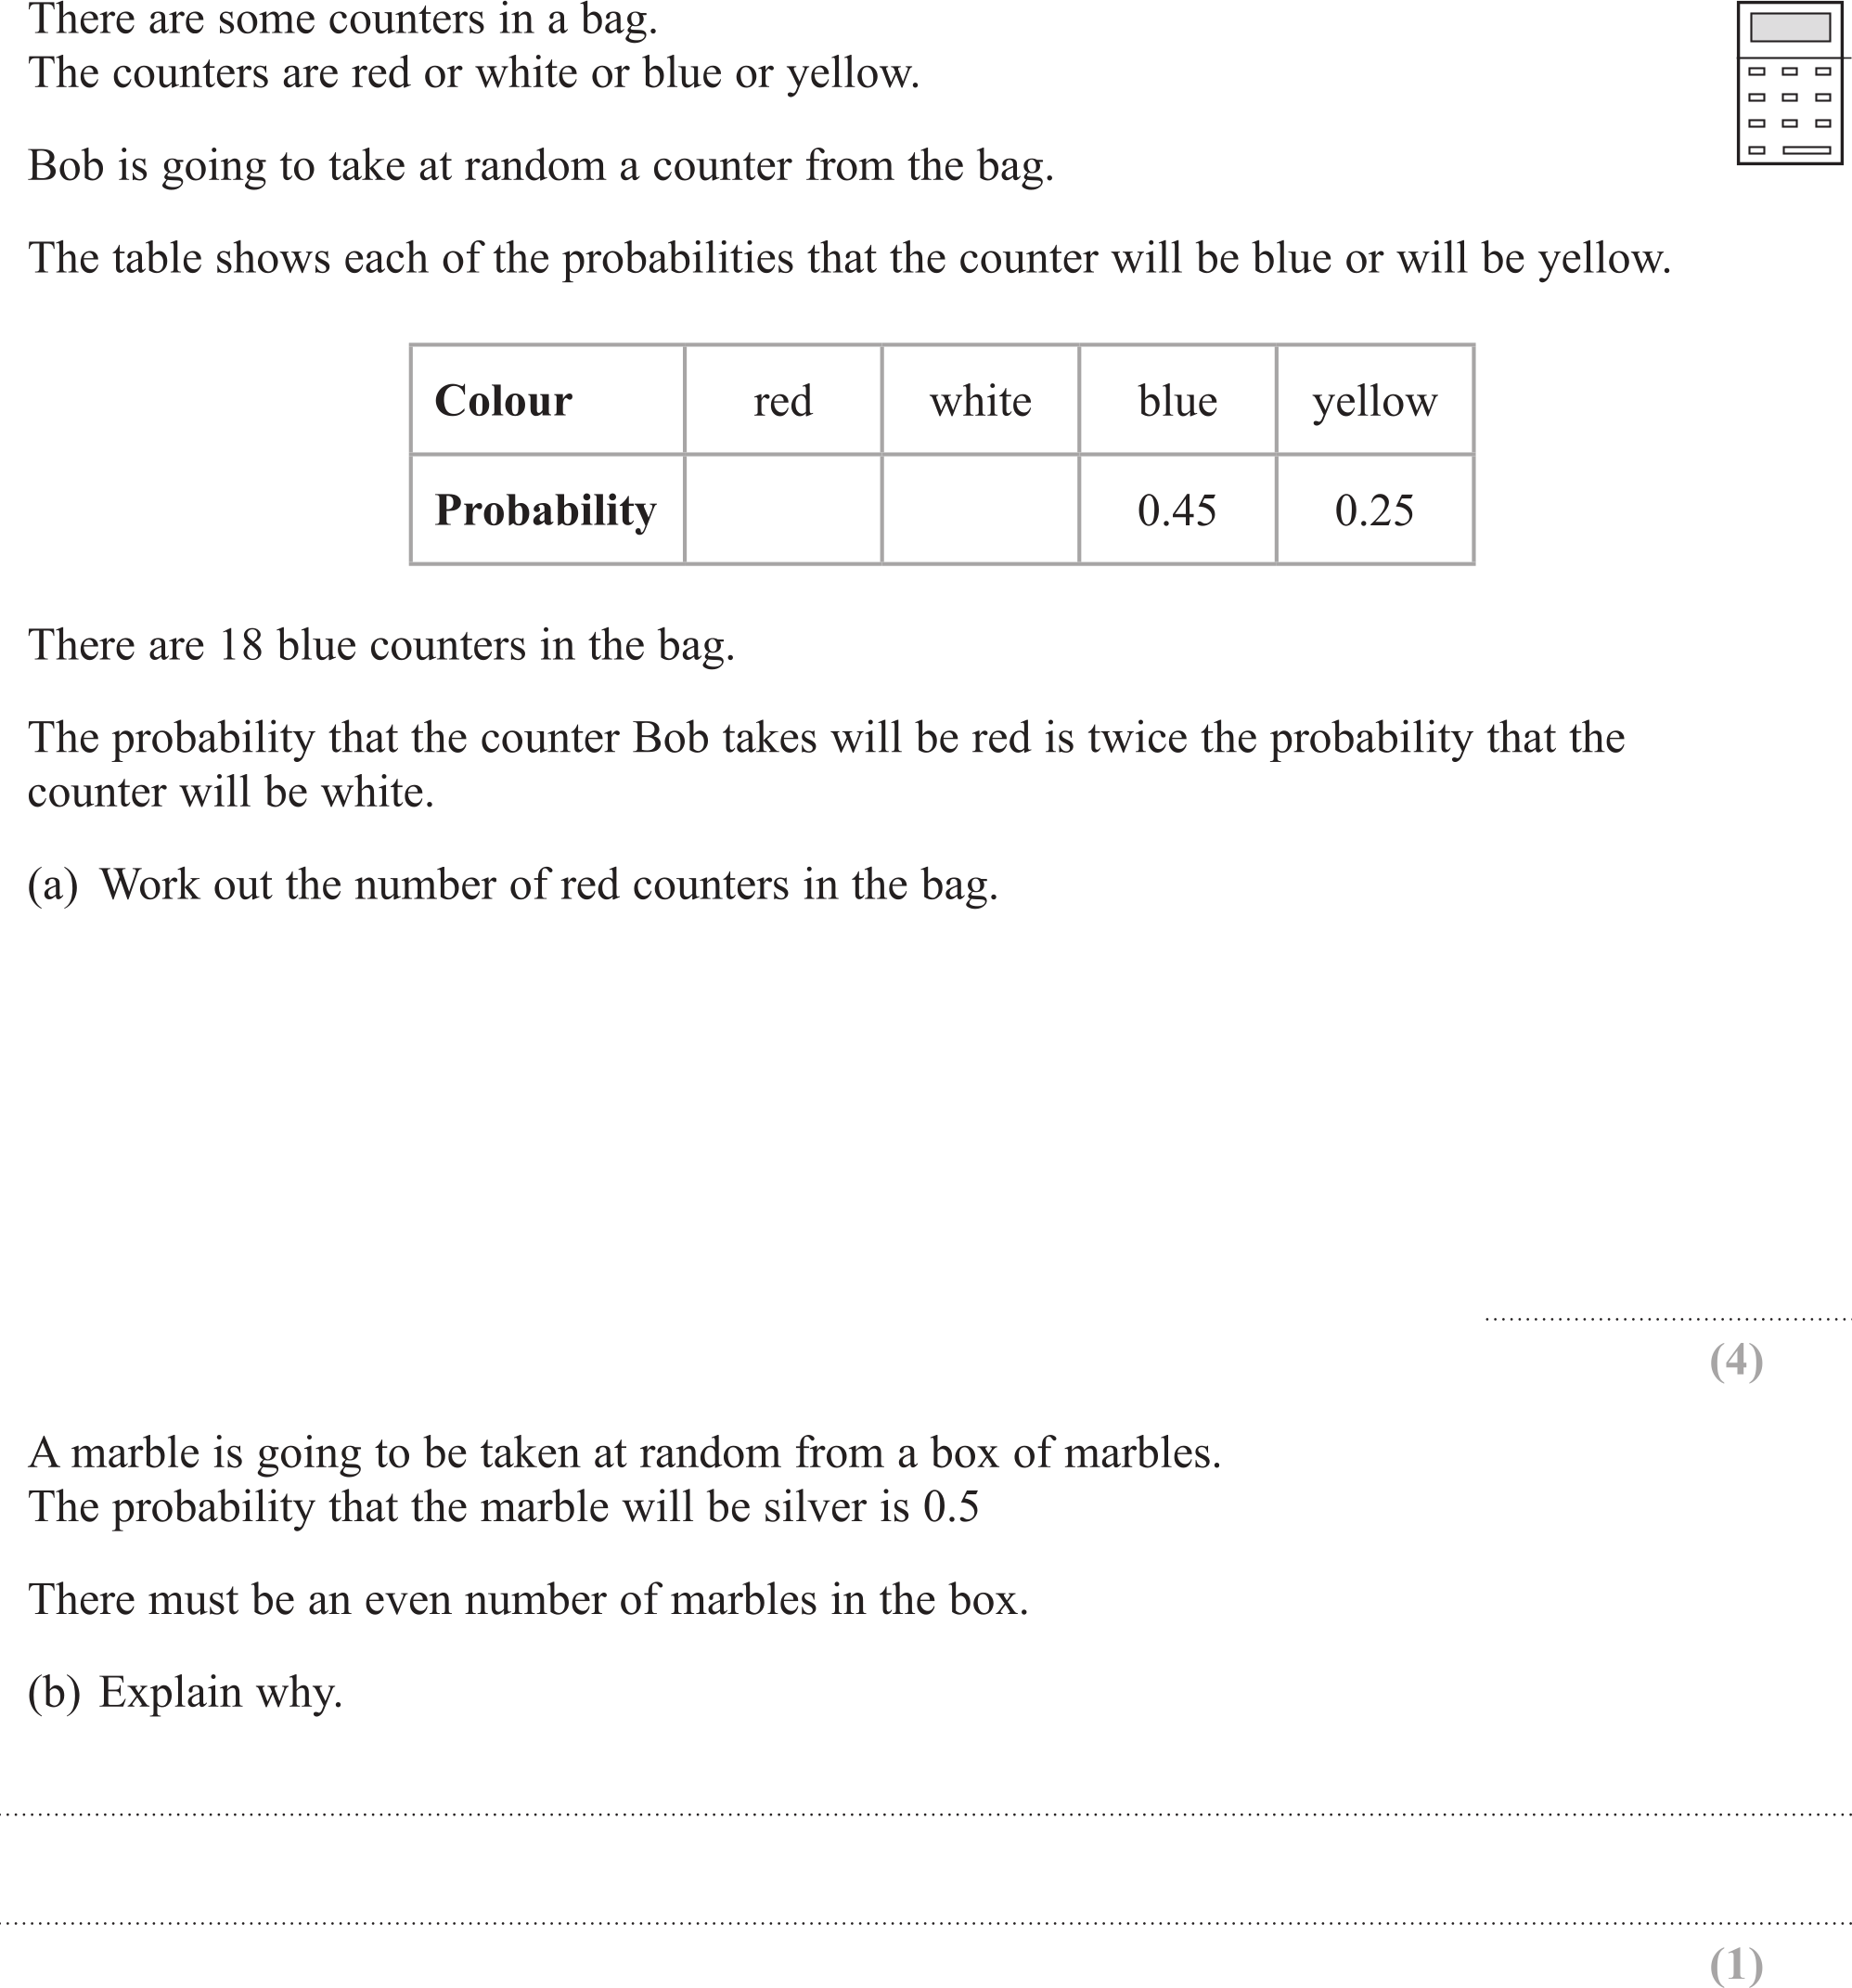 There are some counters in a bag.
The counters are red or white or blue or yellow.
Bob is going to take at random a counter from the bag.
The table shows each of the probabilities that the counter will be blue or will be yellow.
Colour red white blue yellow
Probability 0.45 0.25
There are 18 blue counters in the bag.
The probability that the counter Bob takes will be red is twice the probability that the
counter will be white.
(a) Work out the number of red counters in the bag.
(4)
A marble is going to be taken at random from a box of marbles.
The probability that the marble will be silver is 0.5
There must be an even number of marbles in the box.
(b) Explain why.
(1)